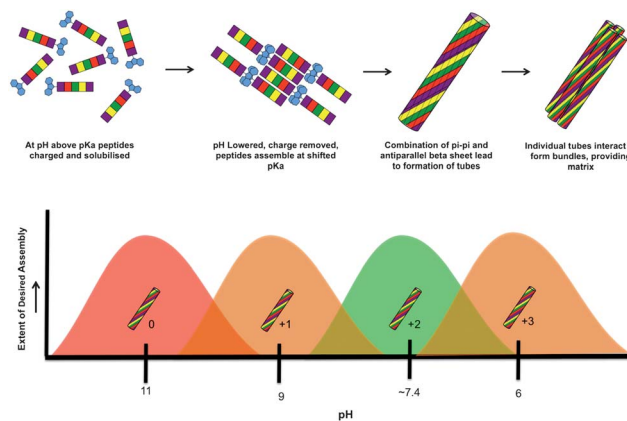 At pH above pKa peptides
charged and solubilised
pH Lowered, charge removed,
peptides assemble at shifted
pKa
Combination of pi-pi and
antiparallel beta sheet lead
to formation of tubes
Individual tubes interact
form bundles, providing
matrix
Extent of Desired Assembly
0
+1
+2
+3
11
9
~7.4
6
pH